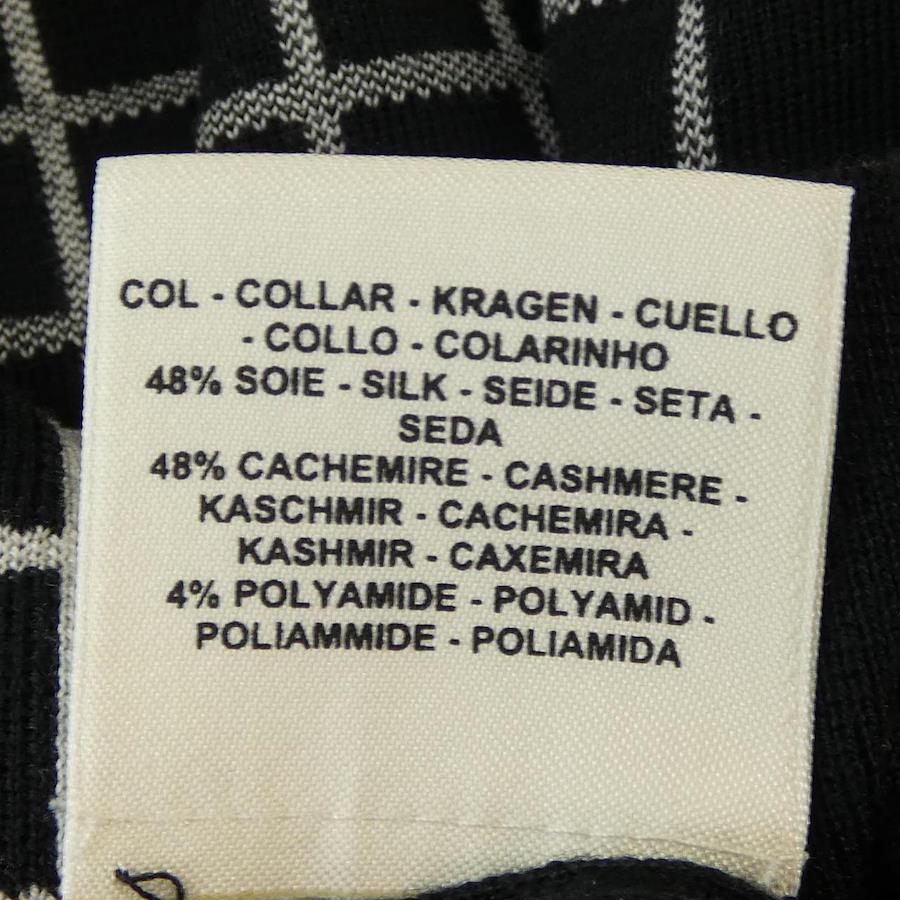 COL - COLLAR - KRAGEN - CUELLO
- COLLO - COLARINHO
48% SOIE - SILK - SEIDE - SETA -
SEDA
48% CACHEMIRE - CASHMERE -
KASCHMIR - CACHEMIRA -
KASHMIR - CAXEMIRA
4% POLYAMIDE - POLYAMID -
POLIAMMIDE - POLIAMIDA